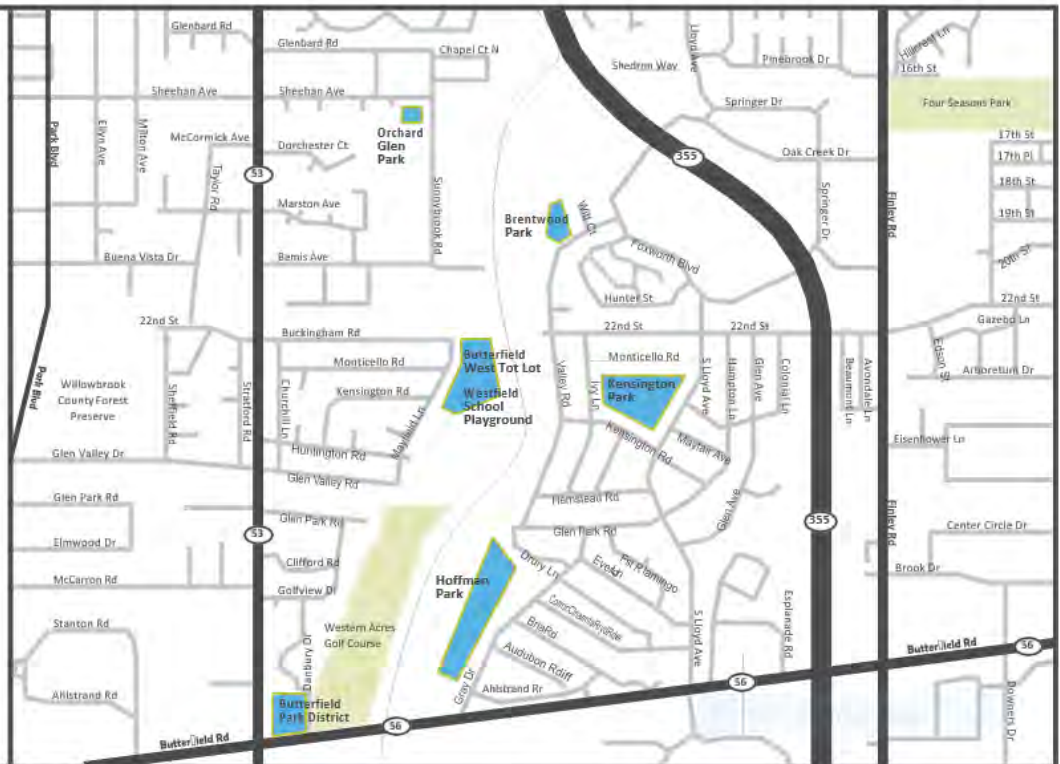 Glenbard Rd
Glenbard Rd
Chapel Ct N
Lloyd Ave
Hillcrest Ln
Pinebrook Dr
16th St
Sheehan Ave
Sheehan Ave
Springer Dr
Four Seasons Park
Park Blvd
Ellyn Ave
Milton Ave
McCormick Ave
Orchard
Glen
Park
Dorchester Ct
17th St
17th Pl
355
Oak Creek Dr
53
Taylor Rd
18th St
Sunnybrook Rd
Springer Dr
Finley Rd
Marston Ave
Brentwood
Park
Will Ct
19th St
Buena Vista Dr
Bemis Ave
Foxworth Blvd
20th St
Hunter St
22nd St
22nd St
Buckingham Rd
22nd St
22nd St
Gazebo Ln
Edson St
Monticello Rd
Butterfield
West Tot Lot
Monticello Rd
Arboretum Dr
Park Blvd
Willowbrook
County Forest
Preserve
Sheffield Rd
Stratford Rd
Churchill Ln
Kensington Rd
Westfield
School
Playground
Valley Rd
Ivy Ln
Kensington
Park
S Lloyd Ave
Hampton Ln
Glen Ave
Colonial Ln
Beaumont Ln
Avondale Ln
Mayfield Ln
Kensington Rd
Mayfair Ave
Eisenflower Ln
Glen Valley Dr
Huntington Rd
Glen Valley Rd
Glen Park Rd
Hemstead Rd
Glen Ave
Glen Park Rd
Glen Park Rd
355
Finley Rd
Center Circle Dr
53
Elmwood Dr
Clifford Rd
Drury Ln
McCarron Rd
Golfview D
Hoffman
Park
Brook Dr
Stanton Rd
Western Acres
Golf Course
S Lloyd Ave
Esplanade Rd
Butterfield Rd
56
Danbury Dr
Audubon Rdiff
56
Ahlstrand Rd
Ahlstrand Rr
Gray Dr
Downers Dr
Butterfield
Park District
56
Butterfield Rd